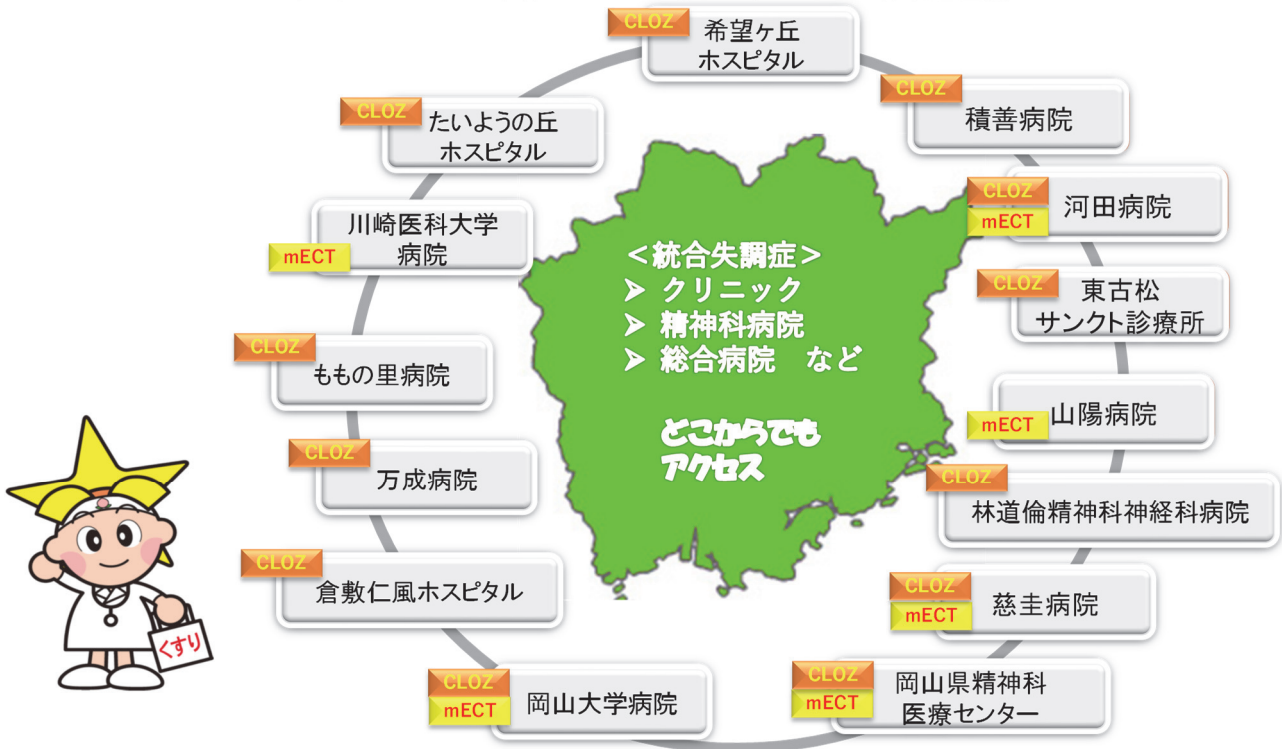 CLOZ
希望ヶ丘
ホスピタル
CLOZ
積善病院
CLOZ
mECT
河田病院
CLOZ
東古松
サンクト診療所
mECT
山陽病院
CLOZ
林道倫精神科神経科病院
CLOZ
mECT
慈圭病院
CLOZ
mECT
岡山県精神科
医療センター
CLOZ
mECT
岡山大学病院
CLOZ
倉敷仁風ホスピタル
CLOZ
万成病院
CLOZ
ももの里病院
mECT
川崎医科大学
病院
CLOZ
たいようの丘
ホスピタル
<統合失調症>
➢ クリニック
➢ 精神科病院
➢ 総合病院 など
どこからでも
アクセス
くすり